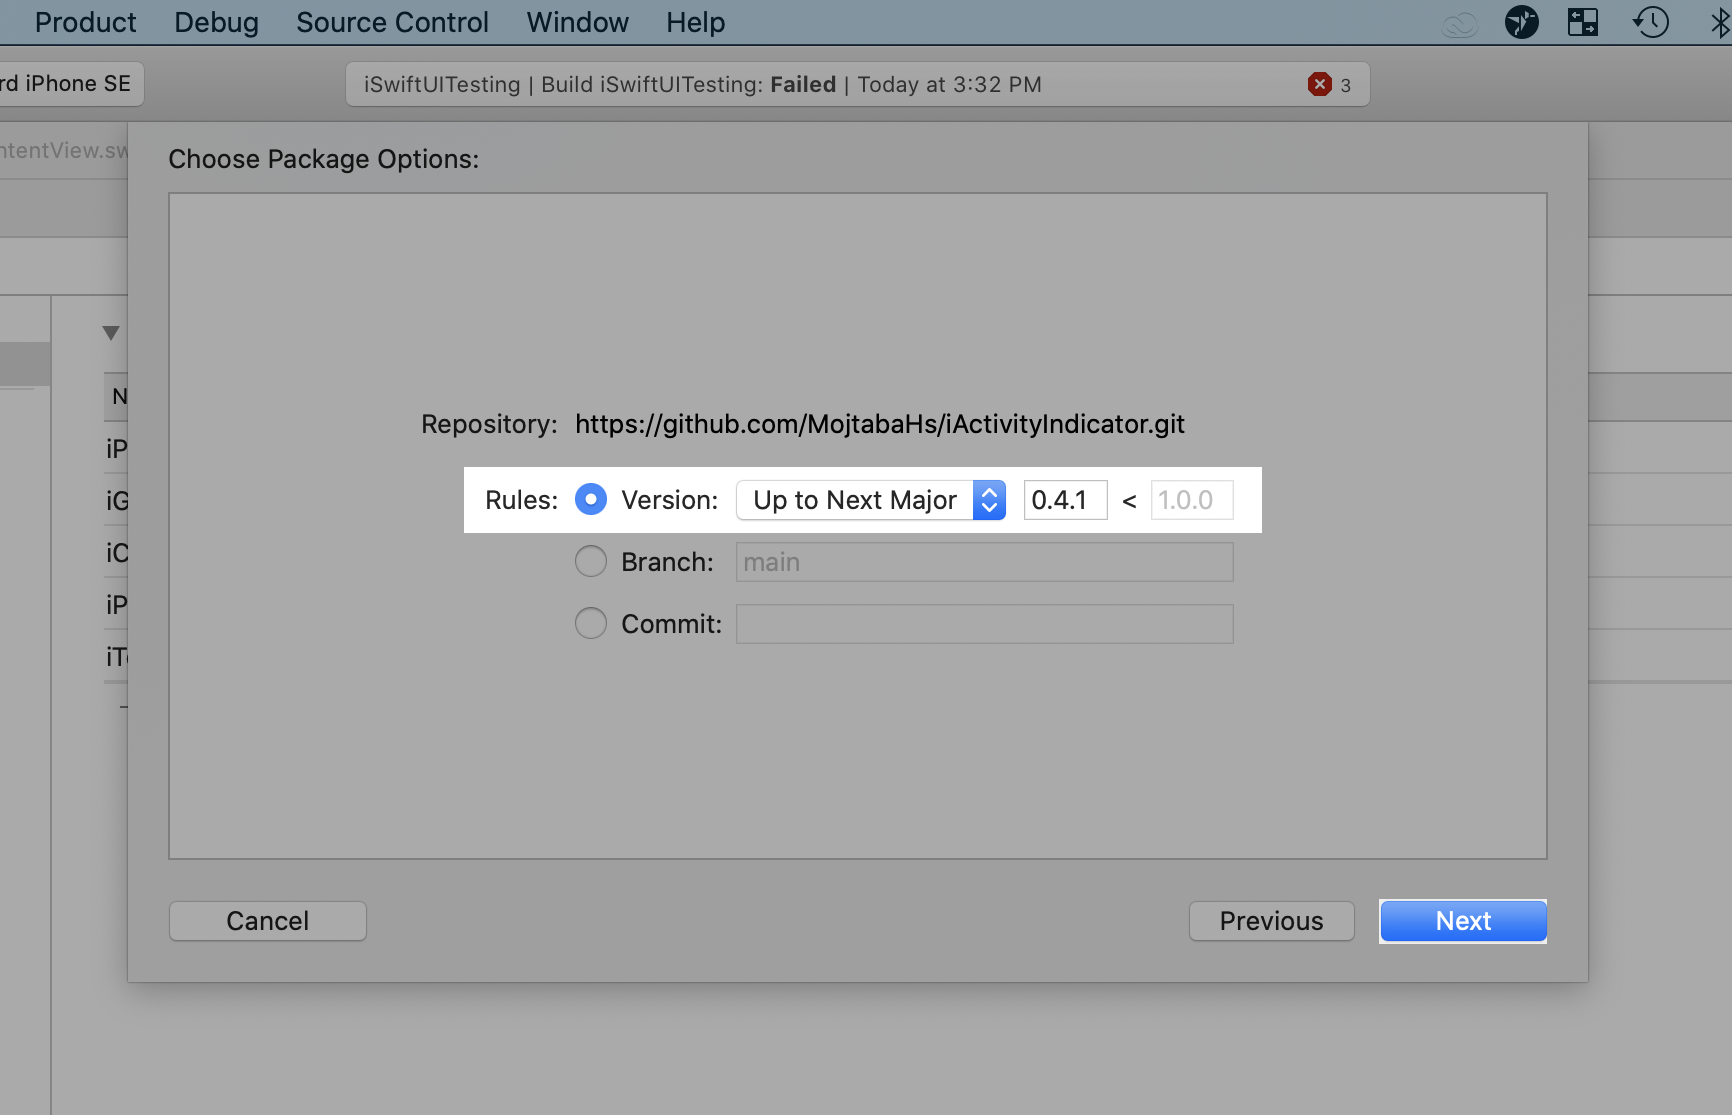 Product Debug Source Control Window Help
rd iPhone SE
iSwiftUITesting | Build iSwiftUITesting: Failed | Today at 3:32 PM
3
ntentView.sw
Choose Package Options:
N
iP
Repository: https://github.com/MojtabaHs/iActivityIndicator.git
iG
Rules: Version: Up to Next Major 0.4.1 < 1.0.0
iC
Branch: main
iP
Commit:
iTe
Cancel
Previous
Next